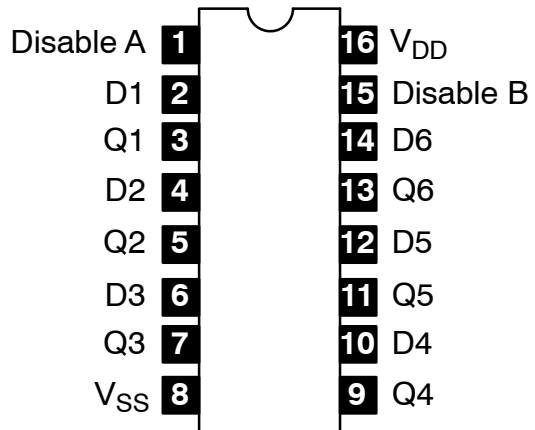 Disable A 1 16 VDD
D1 2 15 Disable B
Q1 3 14 D6
D2 4 13 Q6
Q2 5 12 D5
D3 6 11 Q5
Q3 7 10 D4
VSS 8 9 Q4